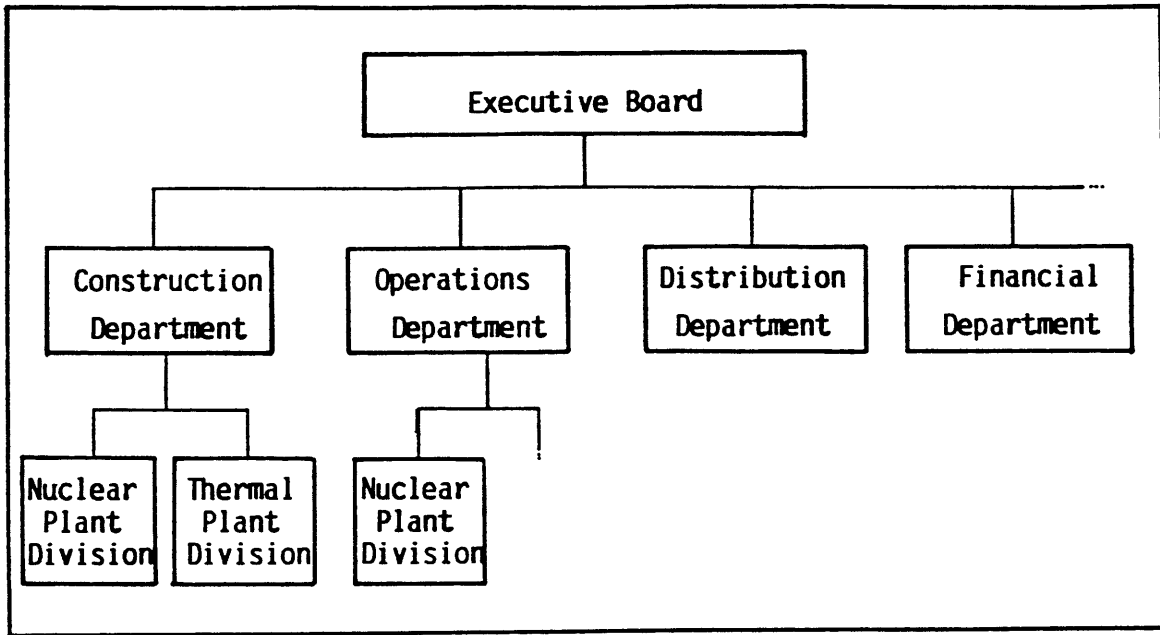 Executive Board
...
Construction
Department
Operations
Department
Distribution
Department
Financial
Department
Nuclear
Plant
Division
Thermal
Plant
Division
Nuclear
Plant
Division